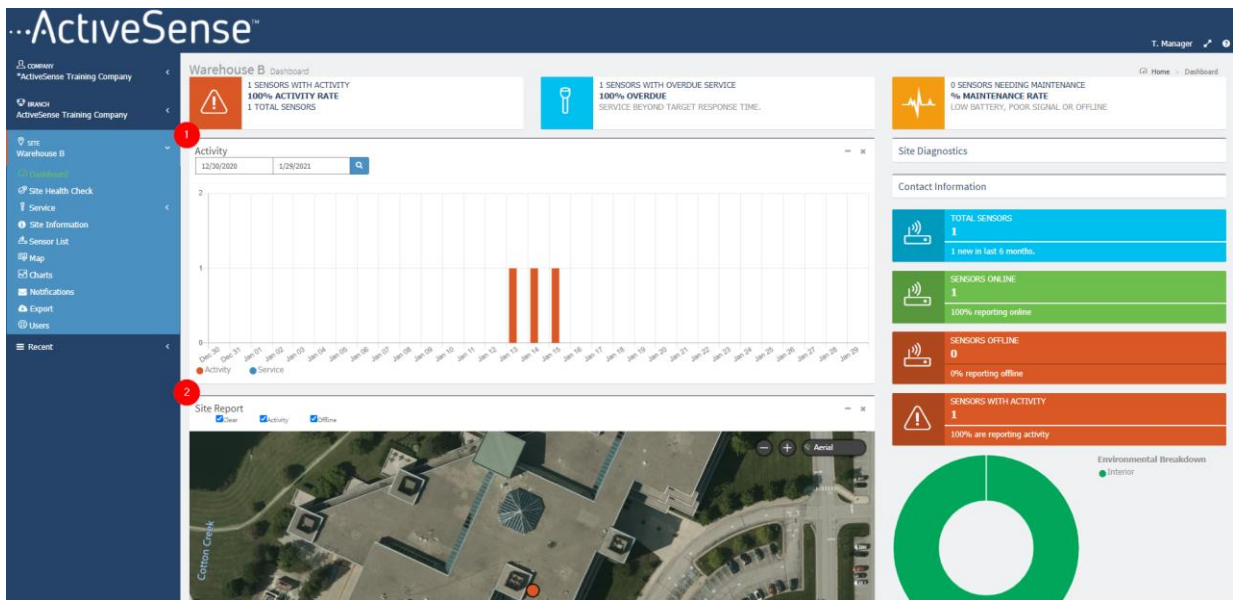 ...ActiveSense™
T. Manager
COMPANY
*ActiveSense Training Company
BRANCH
ActiveSense Training Company
SITE
Warehouse B
Dashboard
Site Health Check
Service
Site Information
Sensor List
Map
Charts
Notifications
Export
Users
Recent
Warehouse B Dashboard
Home > Dashboard
1 SENSORS WITH ACTIVITY
100% ACTIVITY RATE
1 TOTAL SENSORS
1 SENSORS WITH OVERDUE SERVICE
100% OVERDUE
SERVICE BEYOND TARGET RESPONSE TIME.
0 SENSORS NEEDING MAINTENANCE
% MAINTENANCE RATE
LOW BATTERY, POOR SIGNAL OR OFFLINE
1
Activity
12/30/2020 1/29/2021
2
1
0
Dec 30 Dec 31 Jan 01 Jan 02 Jan 03 Jan 04 Jan 05 Jan 06 Jan 07 Jan 08 Jan 09 Jan 10 Jan 11 Jan 12 Jan 13 Jan 14 Jan 15 Jan 16 Jan 17 Jan 18 Jan 19 Jan 20 Jan 21 Jan 22 Jan 23 Jan 24 Jan 25 Jan 26 Jan 27 Jan 28 Jan 29
Activity Service
2
Site Report
Clear Activity Offline
Aerial
Cotton Creek
Site Diagnostics
Contact Information
TOTAL SENSORS
1
1 new in last 6 months.
SENSORS ONLINE
1
100% reporting online
SENSORS OFFLINE
0
0% reporting offline
SENSORS WITH ACTIVITY
1
100% are reporting activity
Environmental Breakdown
Interior